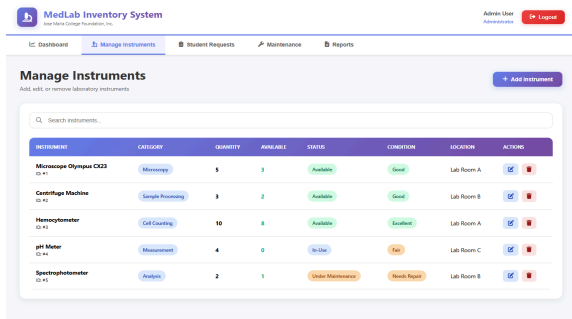 MedLab Inventory System
Jose Maria College Foundation, Inc.
Admin User
Administrator
Logout
Dashboard
Manage Instruments
Student Requests
Maintenance
Reports
Manage Instruments
Add, edit, or remove laboratory instruments
+ Add Instrument
Search instruments...
INSTRUMENT CATEGORY QUANTITY AVAILABLE STATUS CONDITION LOCATION ACTIONS
Microscope Olympus CX23 Microscopy 5 3 Available Good Lab Room A
ID: #1
Centrifuge Machine Sample Processing 3 2 Available Good Lab Room B
ID: #2
Hemocytometer Cell Counting 10 8 Available Excellent Lab Room A
ID: #3
pH Meter Measurement 4 0 In-Use Fair Lab Room C
ID: #4
Spectrophotometer Analysis 2 1 Under Maintenance Needs Repair Lab Room B
ID: #5